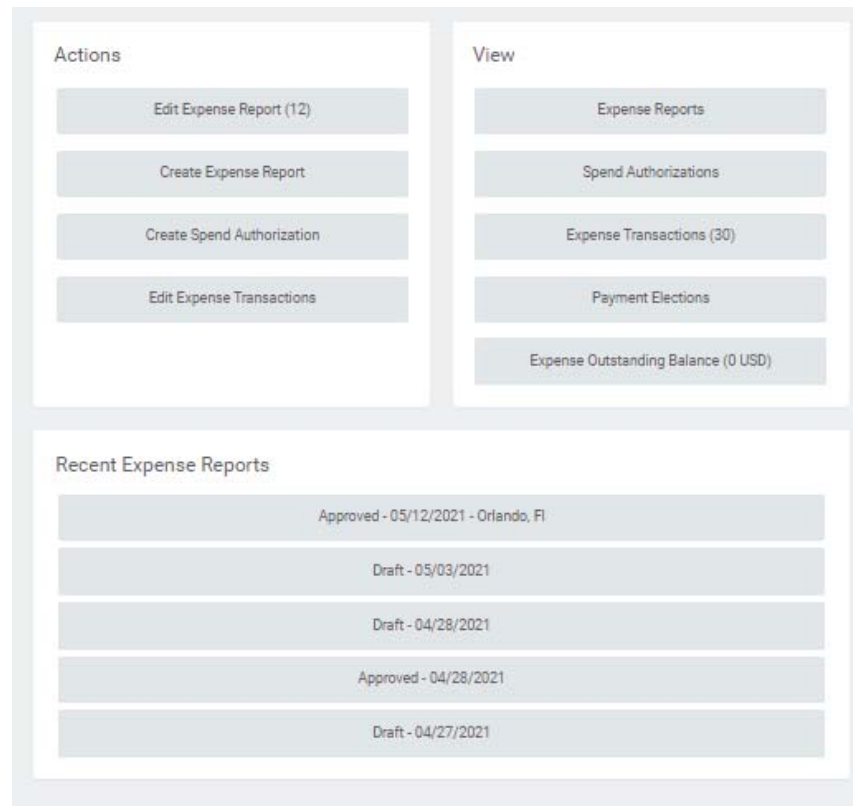 Actions
Edit Expense Report (12)
Create Expense Report
Create Spend Authorization
Edit Expense Transactions
View
Expense Reports
Spend Authorizations
Expense Transactions (30)
Payment Elections
Expense Outstanding Balance (0 USD)
Recent Expense Reports
Approved - 05/12/2021 - Orlando, Fl
Draft - 05/03/2021
Draft - 04/28/2021
Approved - 04/28/2021
Draft - 04/27/2021